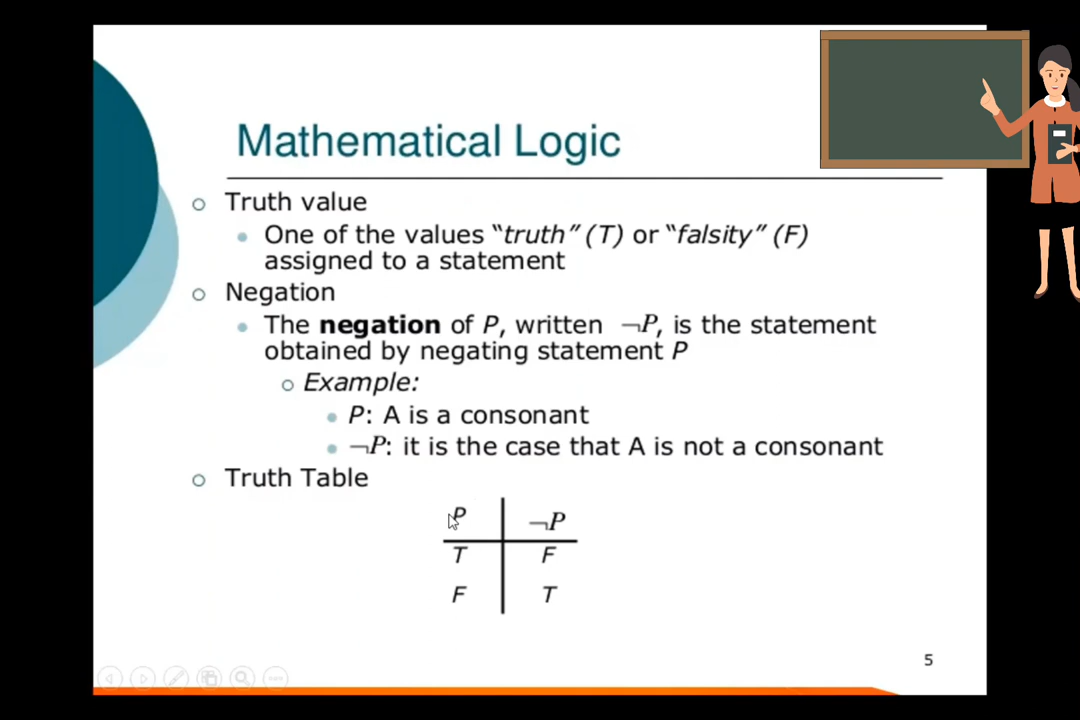 Mathematical Logic
Truth value
One of the values “truth” (T) or “falsity” (F)
assigned to a statement
Negation
The negation of P, written ¬P, is the statement
obtained by negating statement P
Example:
P: A is a consonant
¬P: it is the case that A is not a consonant
Truth Table
P ¬P
T F
F T
5